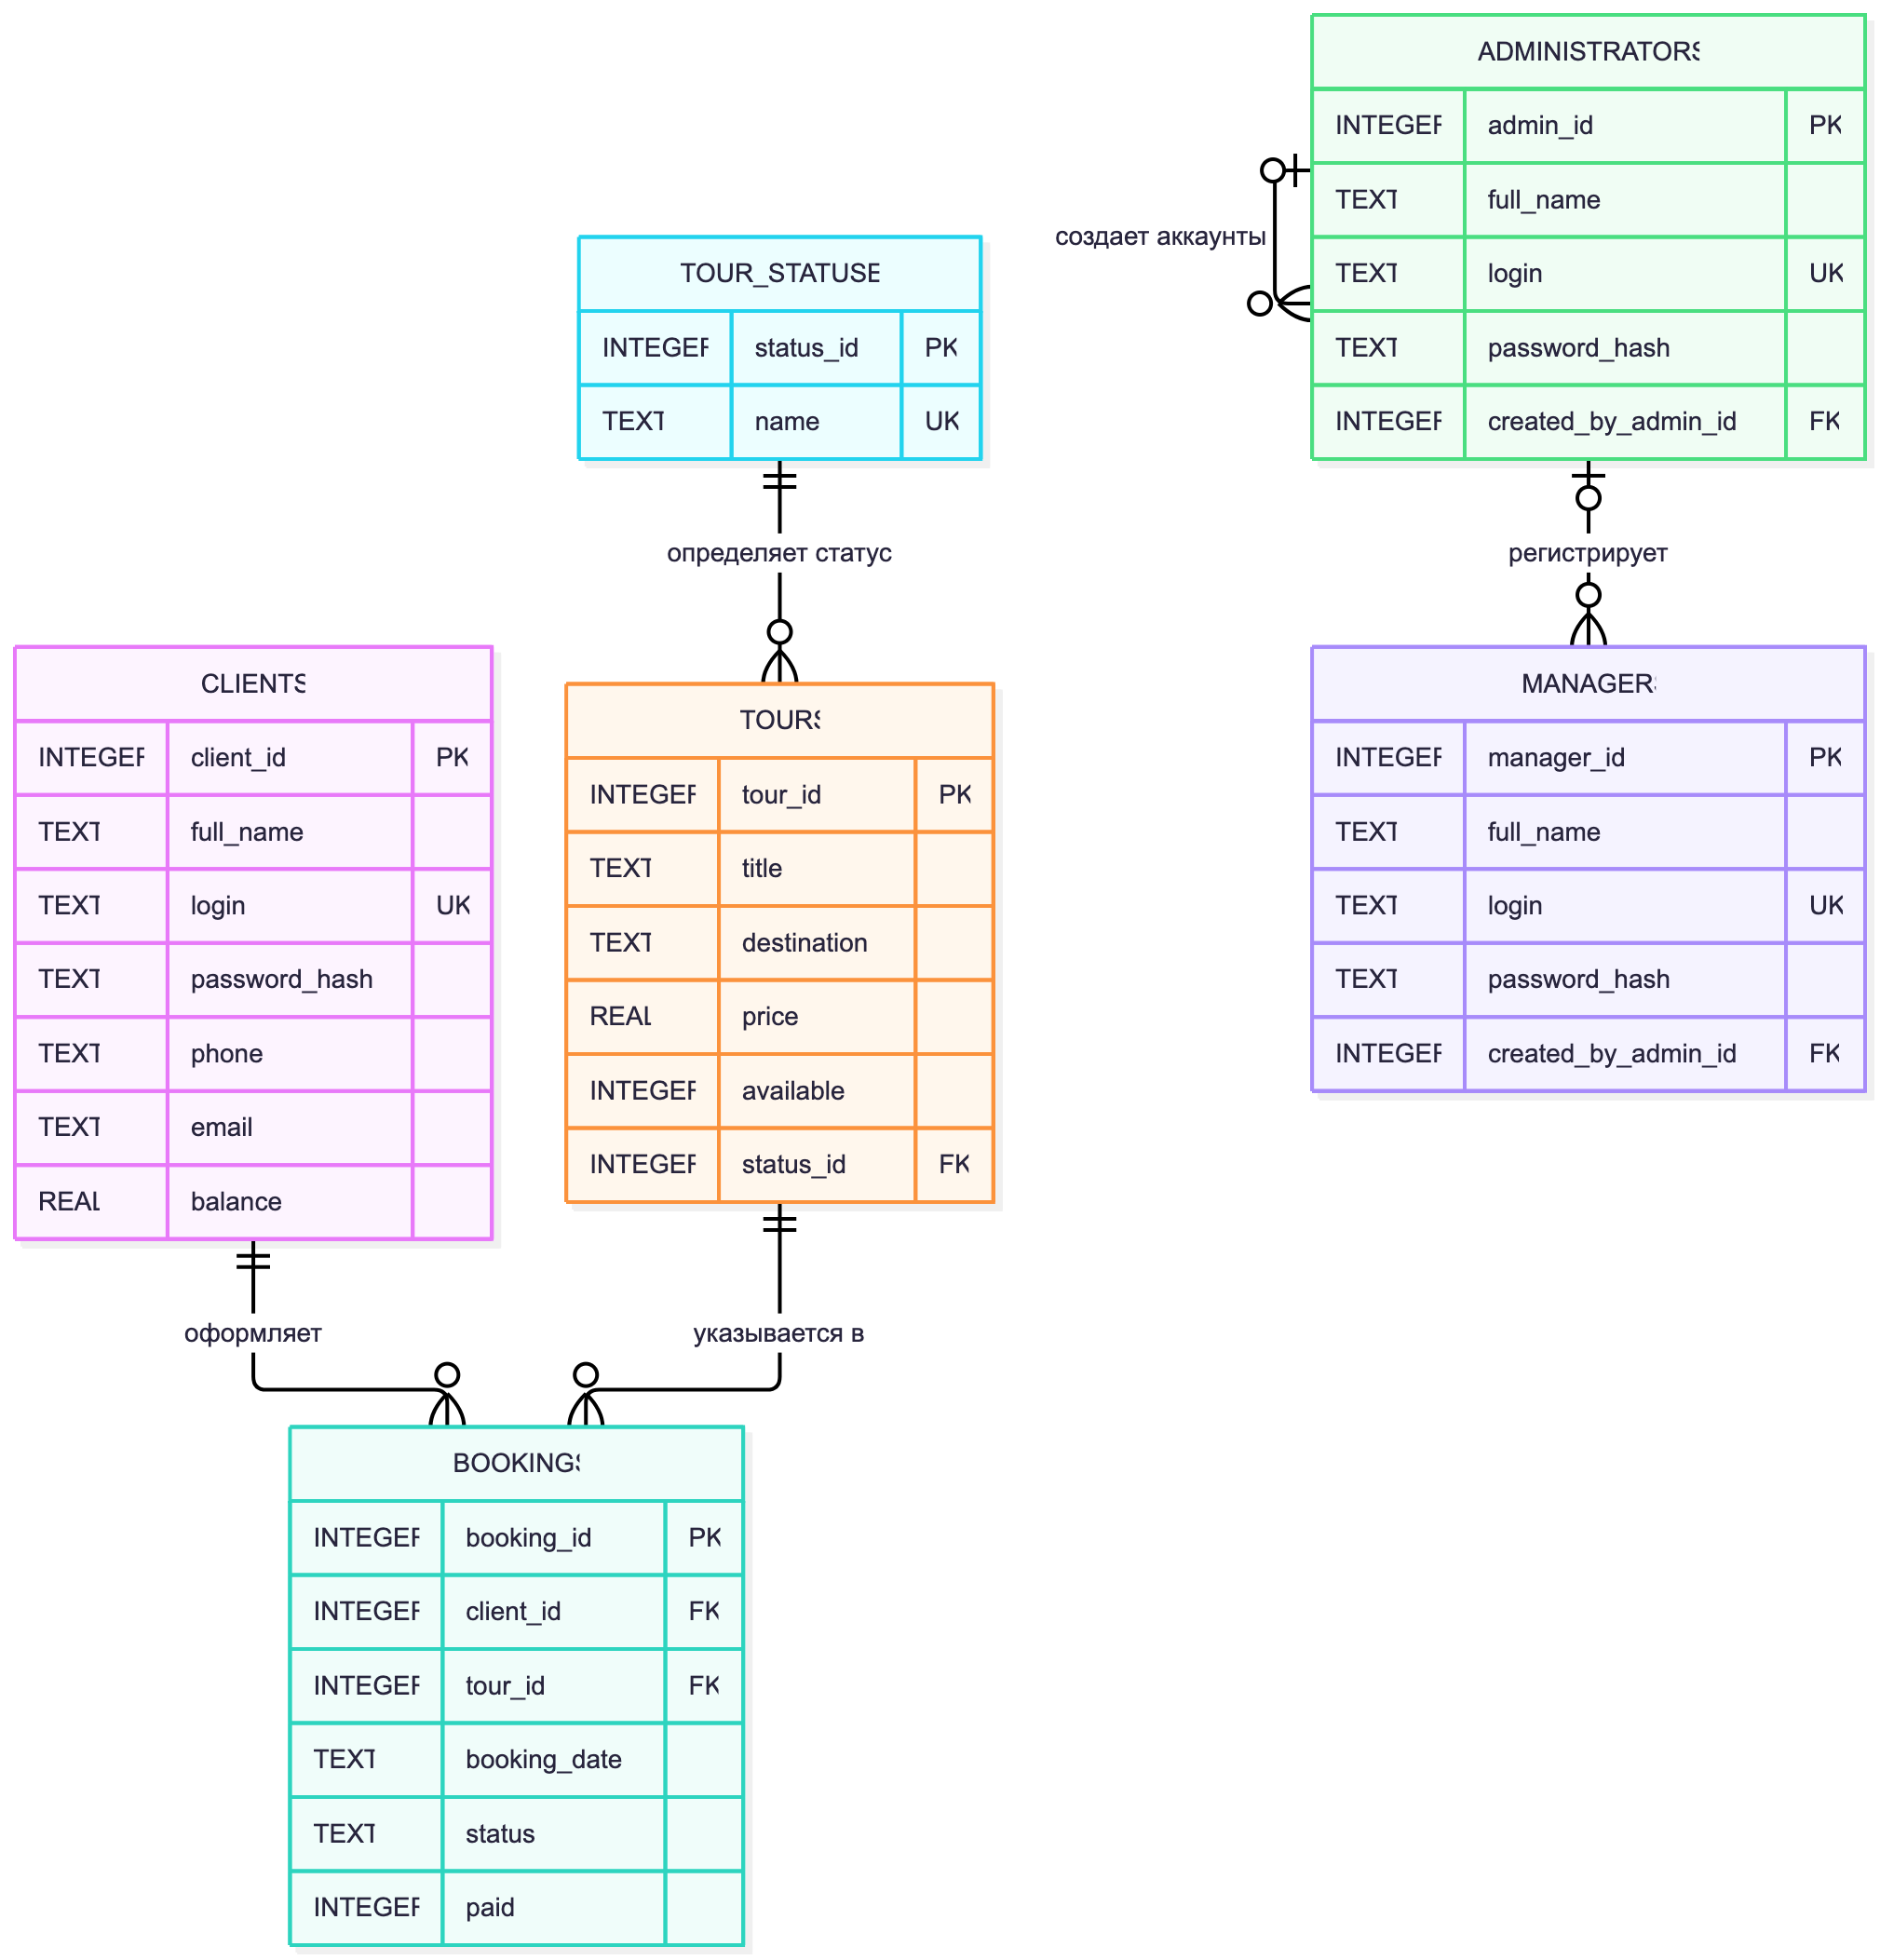 ADMINISTRATORS
INTEGER admin_id PK
TEXT full_name
TEXT login UK
TEXT password_hash
INTEGER created_by_admin_id FK
создает аккаунты
TOUR_STATUSE
INTEGER status_id PK
TEXT name UK
определяет статус
регистрирует
CLIENTS
INTEGER client_id PK
TEXT full_name
TEXT login UK
TEXT password_hash
TEXT phone
TEXT email
REAL balance
TOURS
INTEGER tour_id PK
TEXT title
TEXT destination
REAL price
INTEGER available
INTEGER status_id FK
MANAGERS
INTEGER manager_id PK
TEXT full_name
TEXT login UK
TEXT password_hash
INTEGER created_by_admin_id FK
оформляет
указывается в
BOOKINGS
INTEGER booking_id PK
INTEGER client_id FK
INTEGER tour_id FK
TEXT booking_date
TEXT status
INTEGER paid